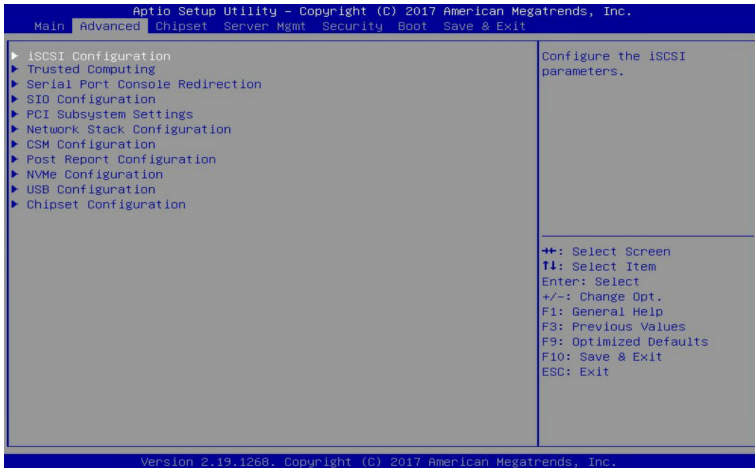 Aptio Setup Utility – Copyright (C) 2017 American Megatrends, Inc.
Main Advanced Chipset Server Mgmt Security Boot Save & Exit
▶ iSCSI Configuration
▶ Trusted Computing
▶ Serial Port Console Redirection
▶ SIO Configuration
▶ PCI Subsystem Settings
▶ Network Stack Configuration
▶ CSM Configuration
▶ Post Report Configuration
▶ NVMe Configuration
▶ USB Configuration
▶ Chipset Configuration
Configure the iSCSI
parameters.
→←: Select Screen
↑↓: Select Item
Enter: Select
+/-: Change Opt.
F1: General Help
F3: Previous Values
F9: Optimized Defaults
F10: Save & Exit
ESC: Exit
Version 2.19.1268. Copyright (C) 2017 American Megatrends, Inc.